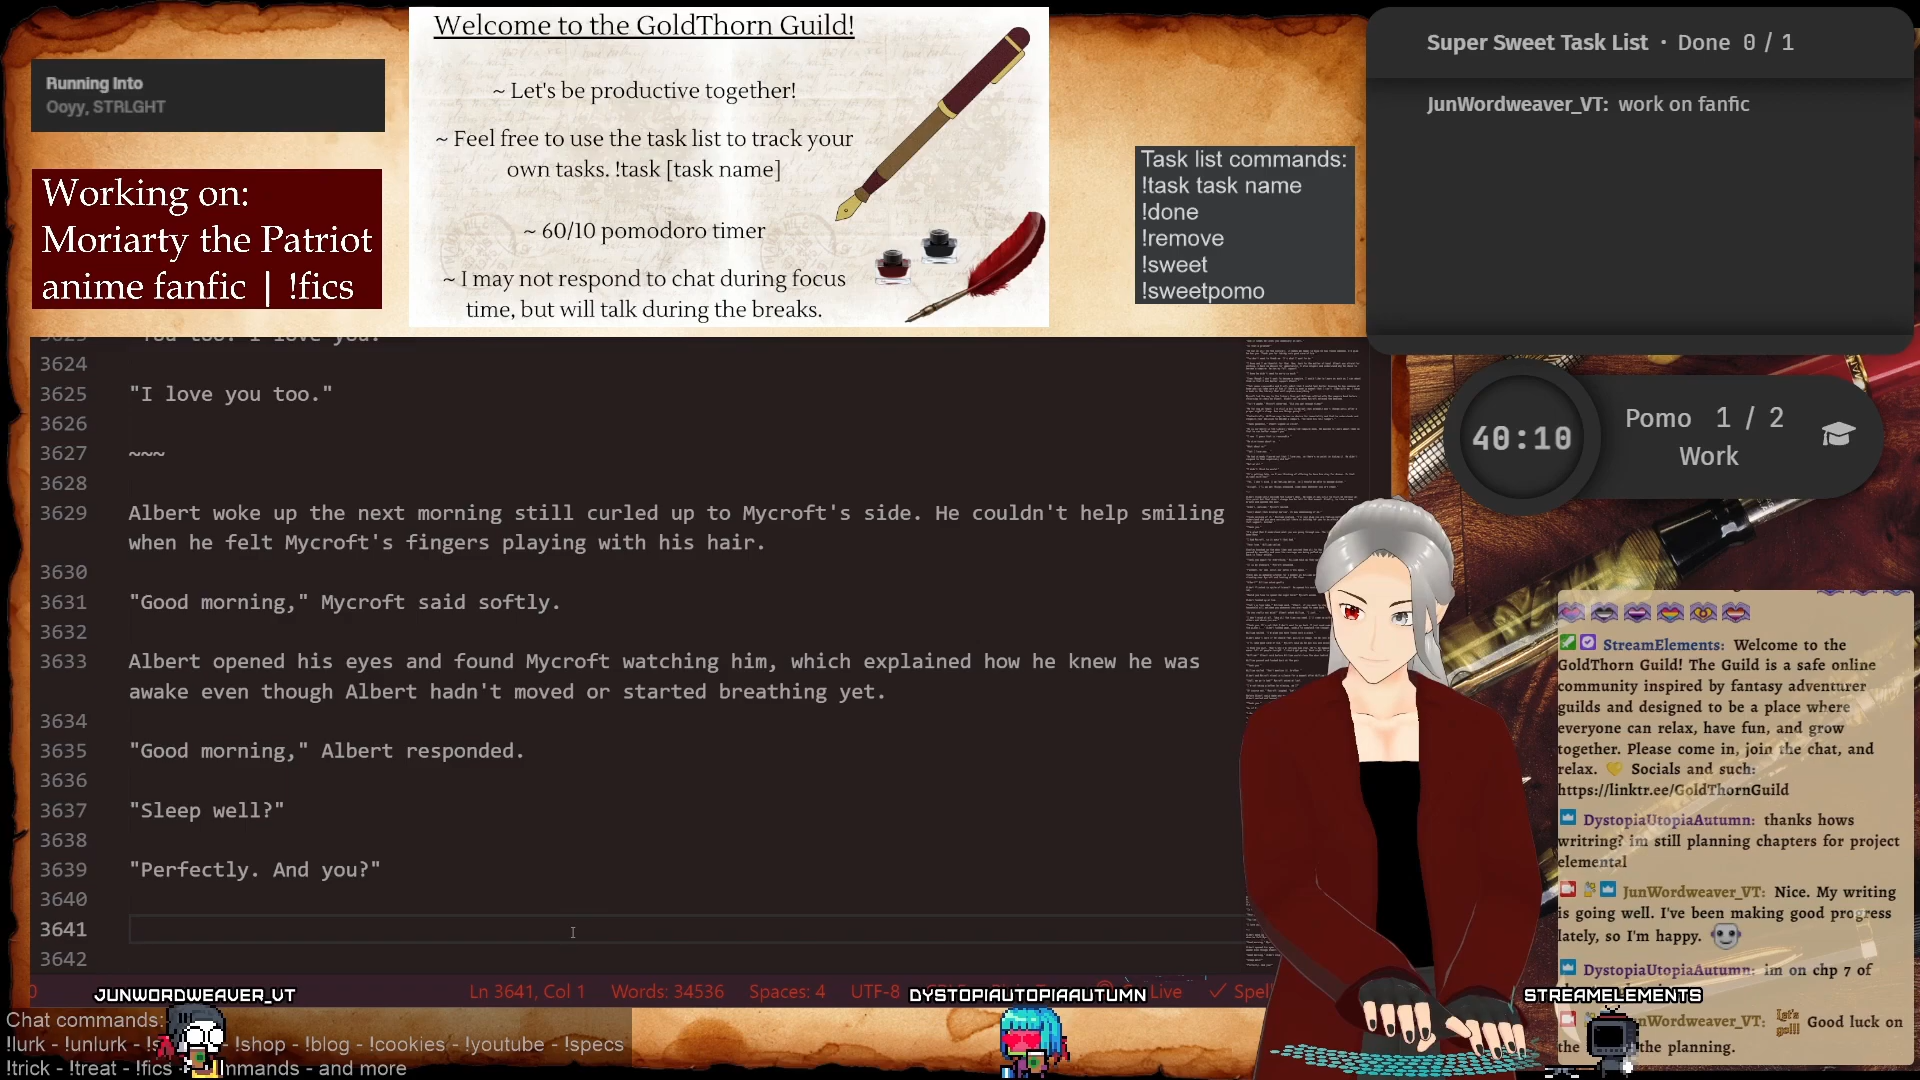 Running Into
Ooyy, STRLGHT
Working on:
Moriarty the Patriot
anime fanfic | !fics
Welcome to the GoldThorn Guild!
~ Let's be productive together!
~ Feel free to use the task list to track your
own tasks. !task [task name]
~ 60/10 pomodoro timer
~ I may not respond to chat during focus
time, but will talk during the breaks.
Task list commands:
!task task name
!done
!remove
!sweet
!sweetpomo
Super Sweet Task List · Done 0 / 1
JunWordweaver_VT: work on fanfic
40:10
Pomo 1 / 2
Work
3624
3625 "I love you too."
3626
3627 ~~~
3628
3629 Albert woke up the next morning still curled up to Mycroft's side. He couldn't help smiling
when he felt Mycroft's fingers playing with his hair.
3630
3631 "Good morning," Mycroft said softly.
3632
3633 Albert opened his eyes and found Mycroft watching him, which explained how he knew he was
awake even though Albert hadn't moved or started breathing yet.
3634
3635 "Good morning," Albert responded.
3636
3637 "Sleep well?"
3638
3639 "Perfectly. And you?"
3640
3641
3642
Ln 3641, Col 1 Words: 34536 Spaces: 4 UTF-8 Live
StreamElements: Welcome to the
GoldThorn Guild! The Guild is a safe online
community inspired by fantasy adventurer
guilds and designed to be a place where
everyone can relax, have fun, and grow
together. Please come in, join the chat, and
relax. Socials and such:
https://linktr.ee/GoldThornGuild
DystopiaUtopiaAutumn: thanks hows
writring? im still planning chapters for project
elemental
JunWordweaver_VT: Nice. My writing
is going well. I've been making good progress
lately, so I'm happy.
DystopiaUtopiaAutumn: im on chp 7 of
Let's go!!! Good luck on
the the planning.
JUNWORDWEAVER_VT
DYSTOPIAUTOPIAAUTUMN
STREAMELEMENTS
Chat commands:
!lurk - !unlurk - !shop - !blog - !cookies - !youtube - !specs
!trick - !treat - !fics - and more